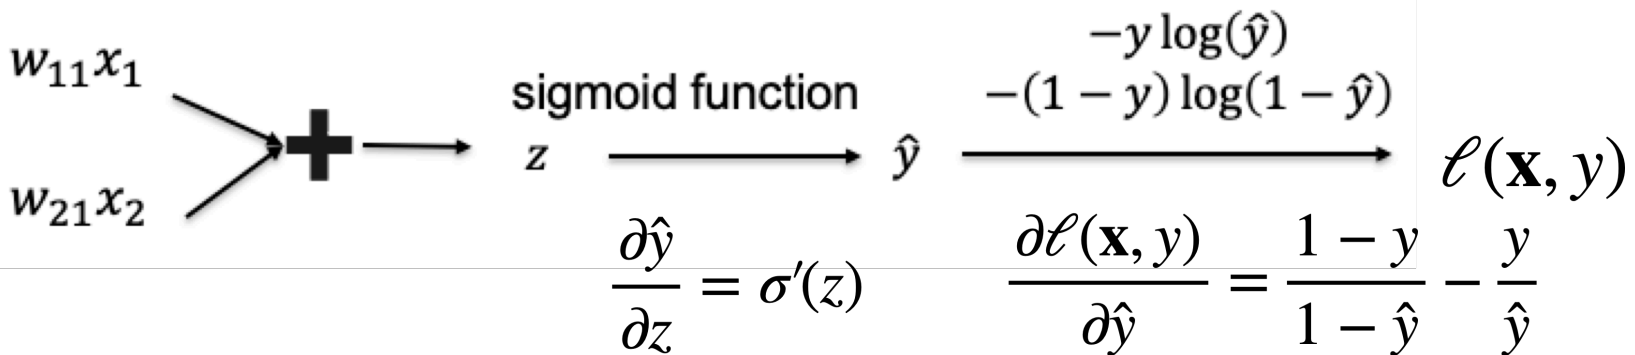 w₁₁x₁
w₂₁x₂
z
sigmoid function
ŷ
−y log(ŷ)
−(1 − y) log(1 − ŷ)
ℓ(𝐱, y)
∂ŷ/∂z = σ′(z)
∂ℓ(𝐱, y)/∂ŷ = (1 − y)/(1 − ŷ) − y/ŷ